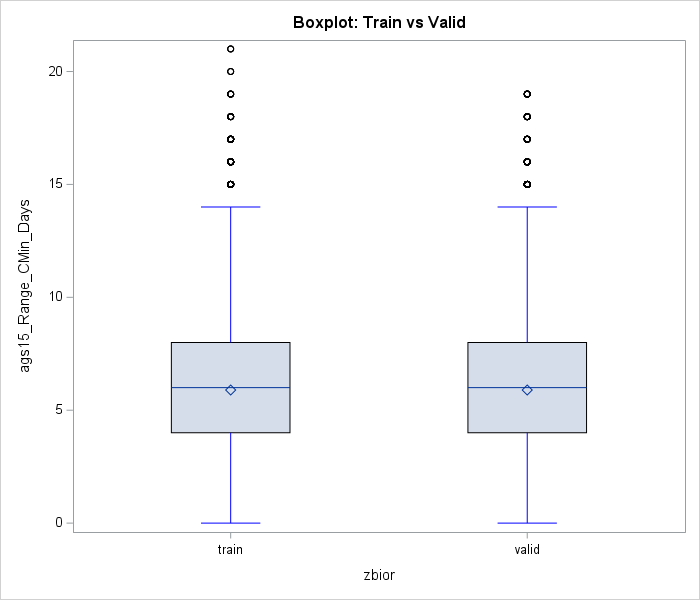 Boxplot: Train vs Valid
ags15_Range_CMin_Days
20
15
10
5
0
train valid
zbior